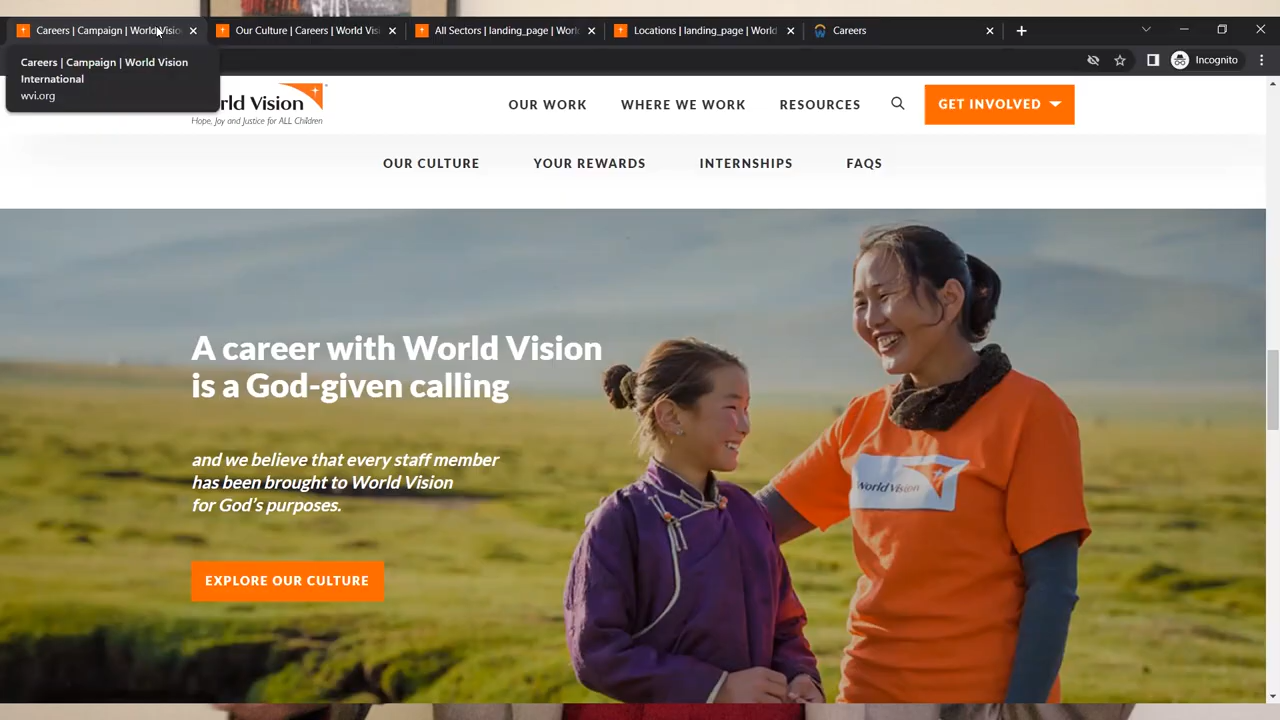 Careers | Campaign | World Visio
Our Culture | Careers | World Visi
All Sectors | landing_page | Worl
Locations | landing_page | World
Careers
Careers | Campaign | World Vision
International
wvi.org
Incognito
rld Vision
Hope, Joy and Justice for ALL Children
OUR WORK
WHERE WE WORK
RESOURCES
GET INVOLVED
OUR CULTURE
YOUR REWARDS
INTERNSHIPS
FAQS
A career with World Vision
is a God-given calling
and we believe that every staff member
has been brought to World Vision
for God's purposes.
EXPLORE OUR CULTURE
World Vision